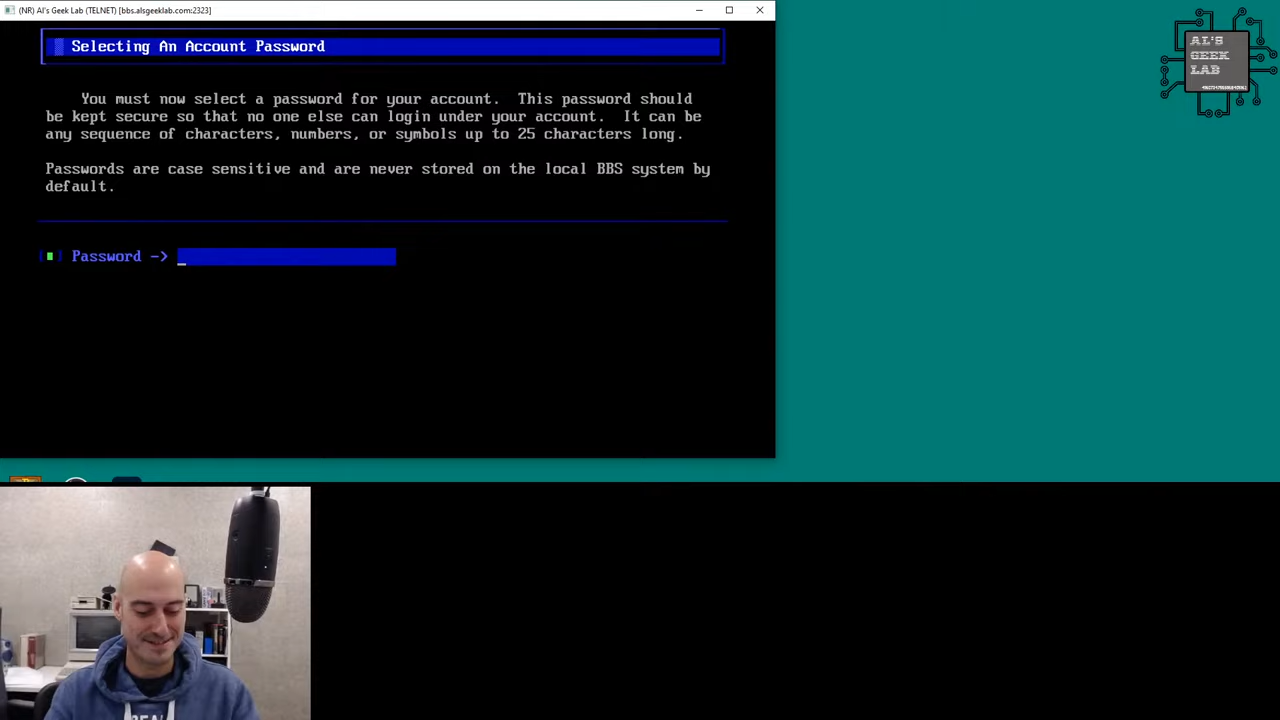 (NR) Al's Geek Lab (TELNET) [bbs.alsgeeklab.com:2323]
Selecting An Account Password
You must now select a password for your account. This password should
be kept secure so that no one else can login under your account. It can be
any sequence of characters, numbers, or symbols up to 25 characters long.
Passwords are case sensitive and are never stored on the local BBS system by
default.
Password ->
AL'S
GEEK
LAB